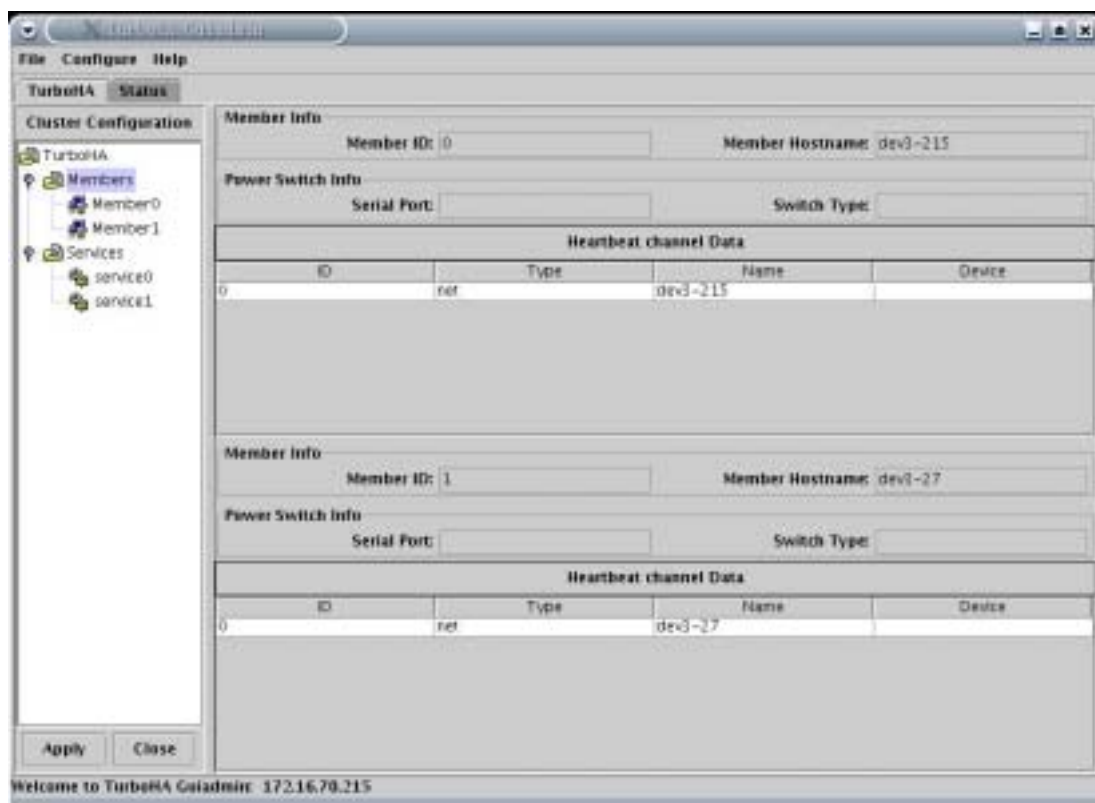 File Configure Help
TurboHA Status
Cluster Configuration
TurboHA
Members
Member0
Member1
Services
service0
service1
Apply Close
Member Info
Member ID: 0 Member Hostname: dev3-215
Power Switch Info
Serial Port: Switch Type:
Heartbeat channel Data
ID Type Name Device
0 net dev3-215
Member Info
Member ID: 1 Member Hostname: dev3-27
Power Switch Info
Serial Port: Switch Type:
Heartbeat channel Data
ID Type Name Device
0 net dev3-27
Welcome to TurboHA Guiadmin: 172.16.70.215